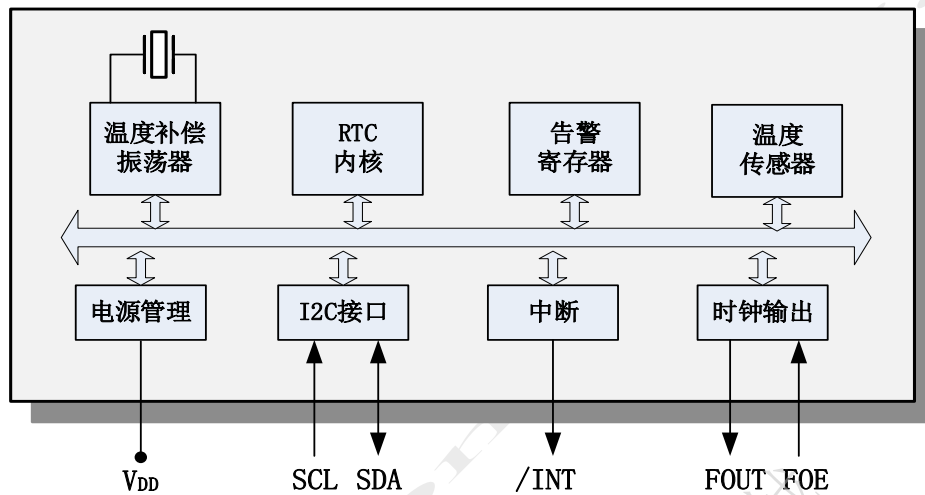 温度补偿
振荡器
RTC
内核
告警
寄存器
温度
传感器
电源管理
I2C接口
中断
时钟输出
VDD
SCL
SDA
/INT
FOUT
FOE